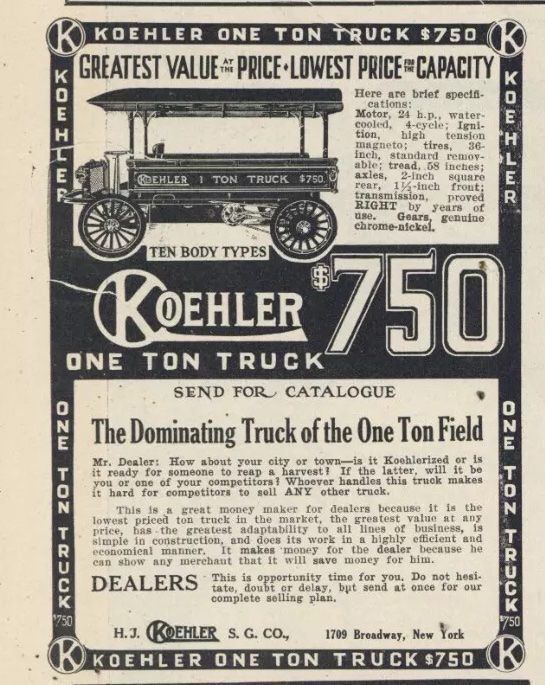 K KOEHLER ONE TON TRUCK $750 K
GREATEST VALUE AT THE PRICE • LOWEST PRICE FOR THE CAPACITY
KOEHLER
KOEHLER
Here are brief specifi-
cations:
Motor, 24 h.p., water-
cooled, 4-cycle; Igni-
tion, high tension
magneto; tires, 36-
inch, standard remov-
able; tread, 58 inches;
axles, 2-inch square
rear, 1½-inch front;
transmission, proved
RIGHT by years of
use. Gears, genuine
chrome-nickel.
KOEHLER 1 TON TRUCK $750.
TEN BODY TYPES
KOEHLER $750
ONE TON TRUCK
SEND FOR CATALOGUE
The Dominating Truck of the One Ton Field
Mr. Dealer: How about your city or town—is it Koehlerized or is
it ready for someone to reap a harvest? If the latter, will it be
you or one of your competitors? Whoever handles this truck makes
it hard for competitors to sell ANY other truck.
This is a great money maker for dealers because it is the
lowest priced ton truck in the market, the greatest value at any
price, has the greatest adaptability to all lines of business, is
simple in construction, and does its work in a highly efficient and
economical manner. It makes money for the dealer because he
can show any merchant that it will save money for him.
DEALERS This is opportunity time for you. Do not hesi-
tate, doubt or delay, but send at once for our
complete selling plan.
H.J. KOEHLER S. G. CO., 1709 Broadway, New York
ONE TON TRUCK $750
ONE TON TRUCK $750
K KOEHLER ONE TON TRUCK $750 K